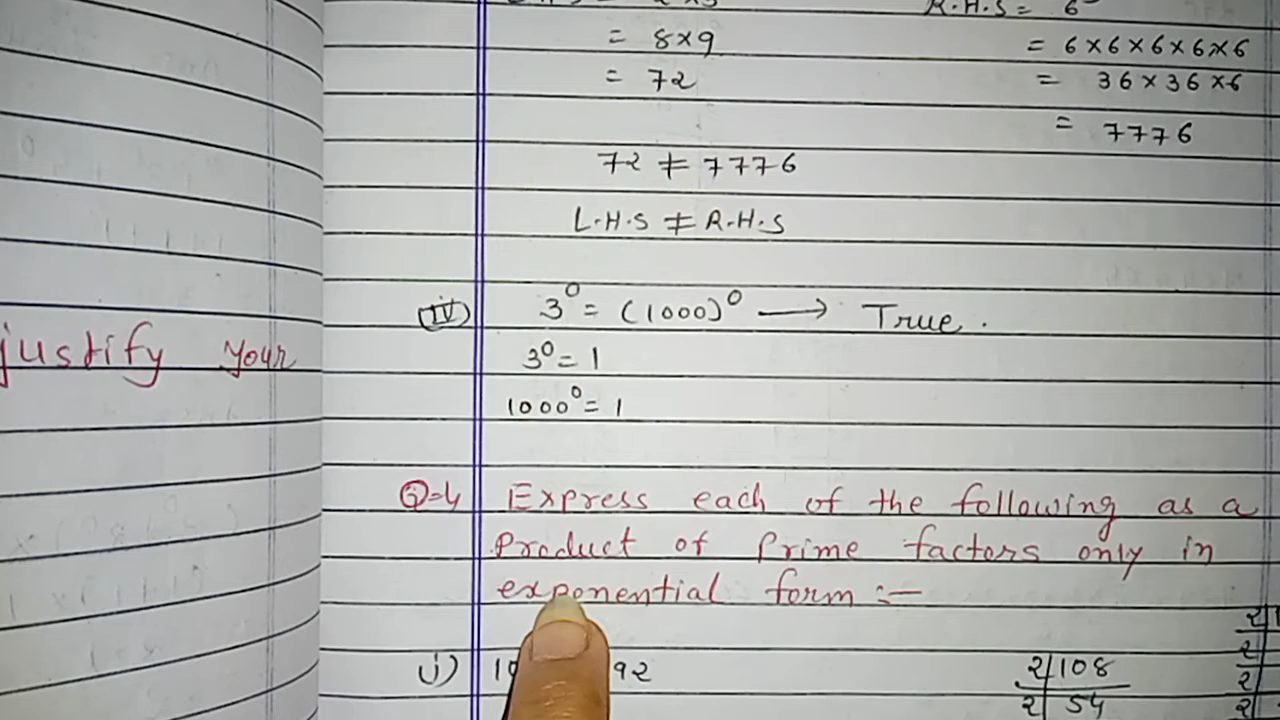 = 8×9
= 72
= 6×6×6×6×6
= 36×36×6
= 7776
72 ≠ 7776
L.H.S ≠ R.H.S
justify your
(iv) 3⁰ = (1000)⁰ → True.
3⁰ = 1
1000⁰ = 1
Q=4 Express each of the following as a
Product of Prime factors only in
exponential form :-
i) 92
2 108
2 54